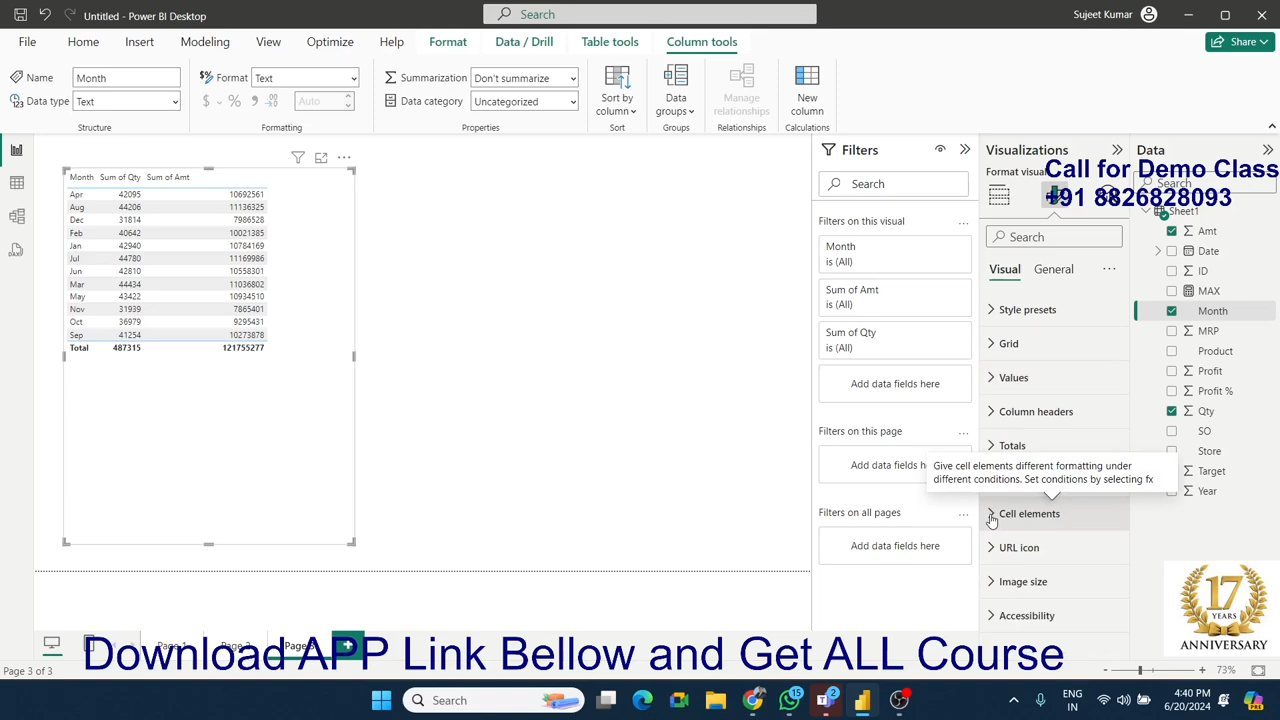 Untitled - Power BI Desktop
Search
Sujeet Kumar
File
Home
Insert
Modeling
View
Optimize
Help
Format
Data / Drill
Table tools
Column tools
Share
Name
Month
Data type
Text
Structure
Format
Text
$
%
Auto
Formatting
Summarization
Don't summarize
Data category
Uncategorized
Properties
Sort by
column
Sort
Data
groups
Groups
Manage
relationships
Relationships
New
column
Calculations
Month Sum of Qty Sum of Amt
Apr 42095 10692561
Aug 44206 11136325
Dec 31814 7986528
Feb 40642 10021385
Jan 42940 10784169
Jul 44780 11169986
Jun 42810 10558301
Mar 44434 11036802
May 43422 10934510
Nov 31939 7865401
Oct 36979 9295431
Sep 41254 10273878
Total 487315 121755277
Filters
Search
Filters on this visual
Month
is (All)
Sum of Amt
is (All)
Sum of Qty
is (All)
Add data fields here
Filters on this page
Add data
Filters on all pages
Add data fields here
Visualizations
Format visual
Search
Visual
General
Style presets
Grid
Values
Column headers
Totals
Give cell elements different formatting under
different conditions. Set conditions by selecting fx
Cell elements
URL icon
Image size
Accessibility
Data
Call for Demo Class
+91 8826828093
Search
Sheet1
Amt
Date
ID
MAX
Month
MRP
Product
Profit
Profit %
Qty
SO
Store
Target
Year
17
YEARS
ANNIVERSARY
Page 1
Page
Download APP Link Bellow and Get ALL Course
Page 3 of 3
73%
Search
15
2
ENG
IN
4:40 PM
6/20/2024